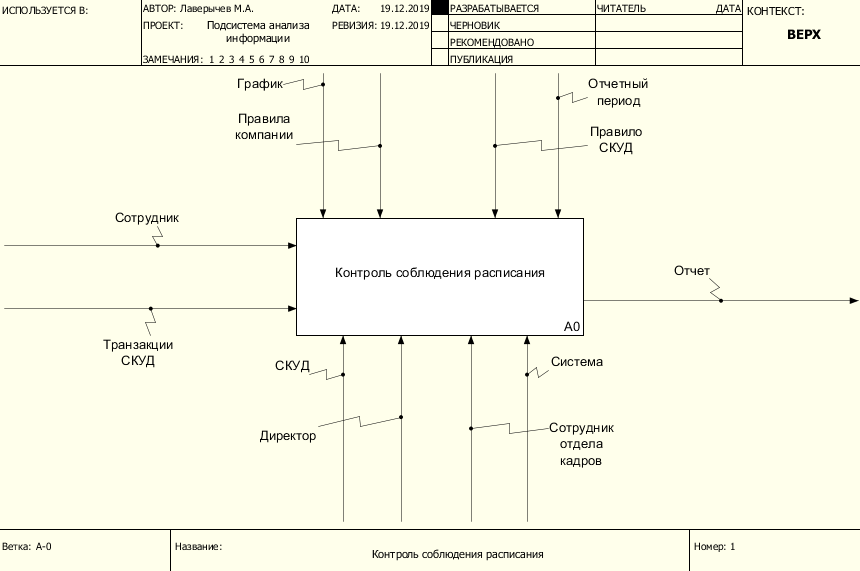 ИСПОЛЬЗУЕТСЯ В:
АВТОР: Лаверычев М.А.
ДАТА: 19.12.2019
ПРОЕКТ: Подсистема анализа
информации
РЕВИЗИЯ: 19.12.2019
ЗАМЕЧАНИЯ: 1 2 3 4 5 6 7 8 9 10
РАЗРАБАТЫВАЕТСЯ
ЧЕРНОВИК
РЕКОМЕНДОВАНО
ПУБЛИКАЦИЯ
ЧИТАТЕЛЬ
ДАТА
КОНТЕКСТ:
ВЕРХ
График
Правила
компании
Отчетный
период
Правило
СКУД
Сотрудник
Транзакции
СКУД
Контроль соблюдения расписания
A0
Отчет
СКУД
Директор
Система
Сотрудник
отдела
кадров
Ветка: A-0
Название:
Контроль соблюдения расписания
Номер: 1